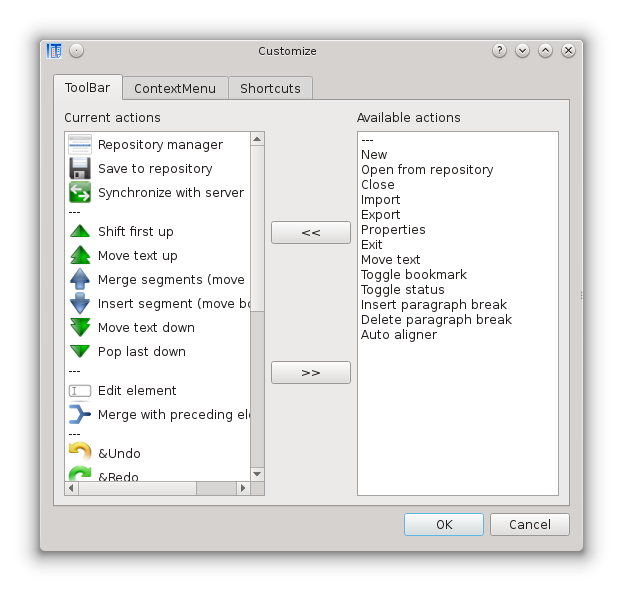 Customize
ToolBar
ContextMenu
Shortcuts
Current actions
Repository manager
Save to repository
Synchronize with server
---
Shift first up
Move text up
Merge segments (move
Insert segment (move bo
Move text down
Pop last down
---
Edit element
Merge with preceding ele
---
&Undo
&Redo
<<
>>
Available actions
---
New
Open from repository
Close
Import
Export
Properties
Exit
Move text
Toggle bookmark
Toggle status
Insert paragraph break
Delete paragraph break
Auto aligner
OK
Cancel